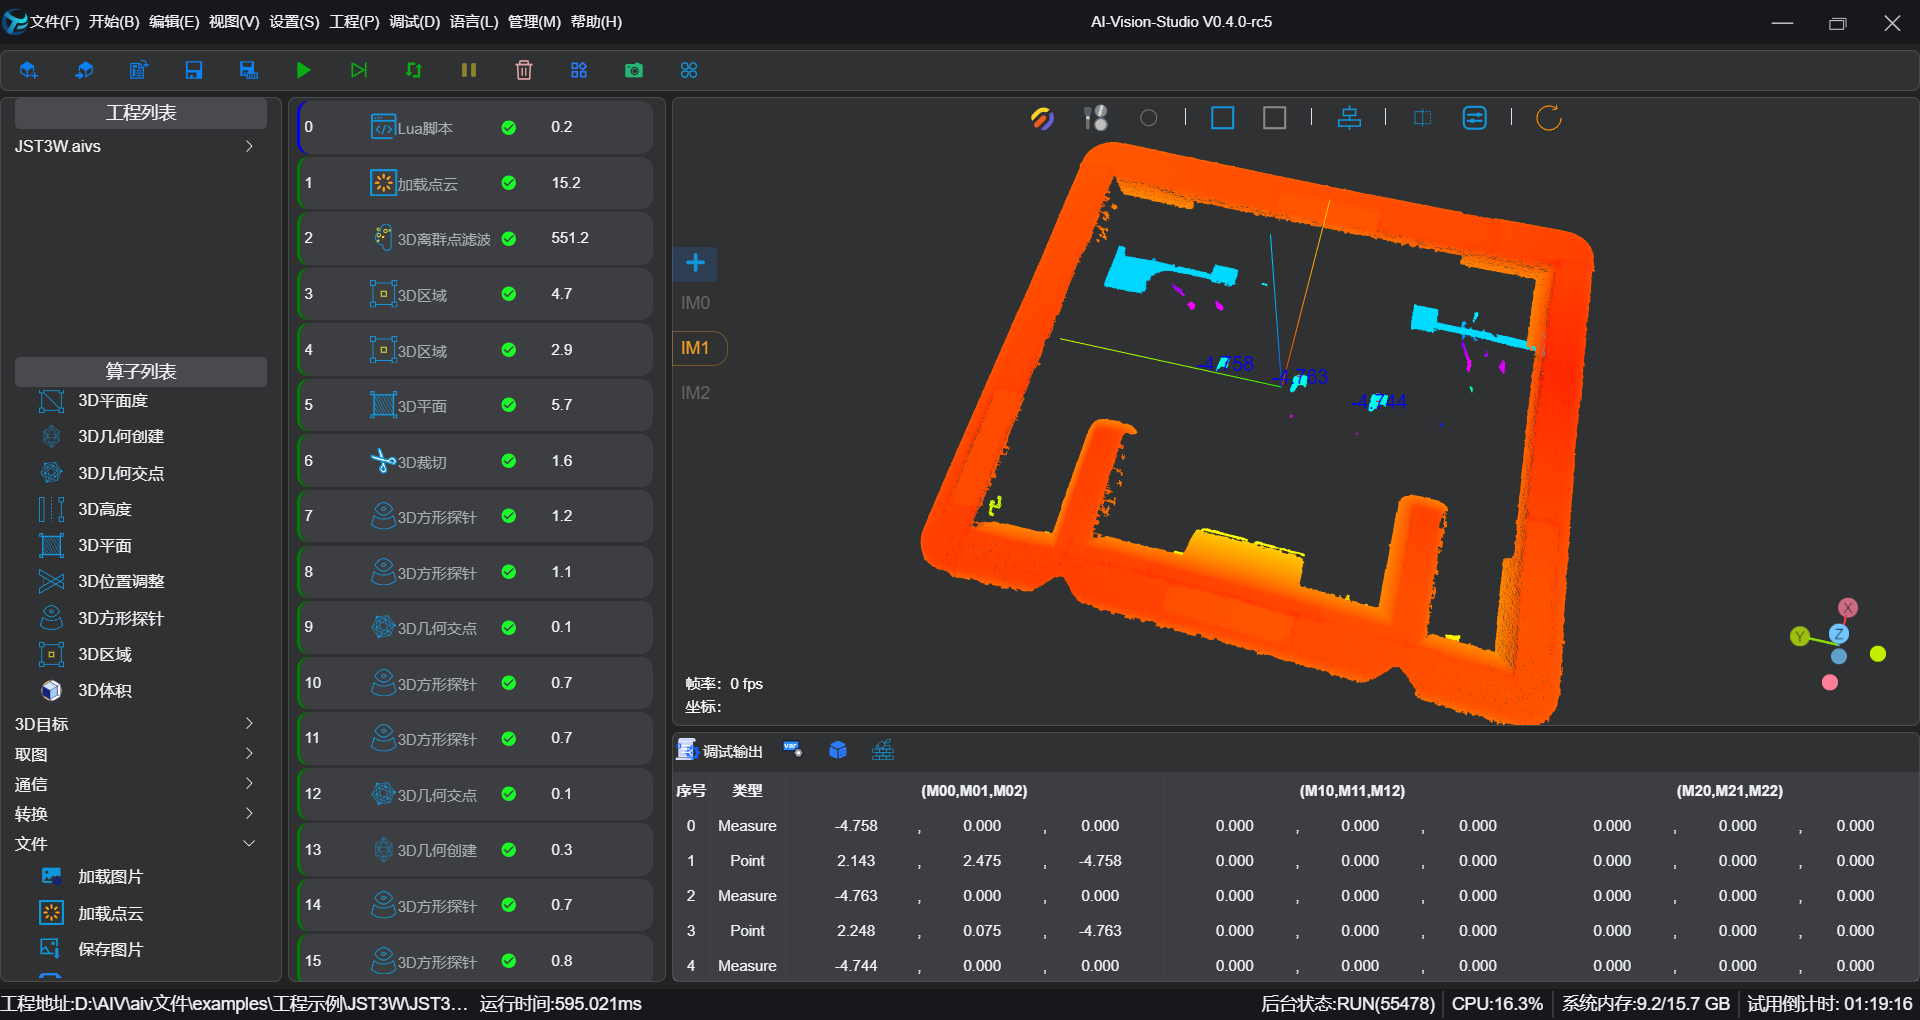 文件(F) 开始(B) 编辑(E) 视图(V) 设置(S) 工程(P) 调试(D) 语言(L) 管理(M) 帮助(H)
AI-Vision-Studio V0.4.0-rc5
工程列表
JST3W.aivs
算子列表
3D平面度
3D几何创建
3D几何交点
3D高度
3D平面
3D位置调整
3D方形探针
3D区域
3D体积
3D目标
取图
通信
转换
文件
加载图片
加载点云
保存图片
0 Lua脚本 0.2
1 加载点云 15.2
2 3D离群点滤波 551.2
3 3D区域 4.7
4 3D区域 2.9
5 3D平面 5.7
6 3D裁切 1.6
7 3D方形探针 1.2
8 3D方形探针 1.1
9 3D几何交点 0.1
10 3D方形探针 0.7
11 3D方形探针 0.7
12 3D几何交点 0.1
13 3D几何创建 0.3
14 3D方形探针 0.7
15 3D方形探针 0.8
IM0
IM1
IM2
-4.758
-4.763
-4.744
X
Y
Z
帧率：0 fps
坐标：
调试输出
序号 类型 (M00,M01,M02) (M10,M11,M12) (M20,M21,M22)
0 Measure -4.758 , 0.000 , 0.000 0.000 , 0.000 , 0.000 0.000 , 0.000 , 0.000
1 Point 2.143 , 2.475 , -4.758 0.000 , 0.000 , 0.000 0.000 , 0.000 , 0.000
2 Measure -4.763 , 0.000 , 0.000 0.000 , 0.000 , 0.000 0.000 , 0.000 , 0.000
3 Point 2.248 , 0.075 , -4.763 0.000 , 0.000 , 0.000 0.000 , 0.000 , 0.000
4 Measure -4.744 , 0.000 , 0.000 0.000 , 0.000 , 0.000 0.000 , 0.000 , 0.000
工程地址:D:\AIV\aiv文件\examples\工程示例\JST3W\JST3... 运行时间:595.021ms
后台状态:RUN(55478) CPU:16.3% 系统内存:9.2/15.7 GB 试用倒计时: 01:19:16